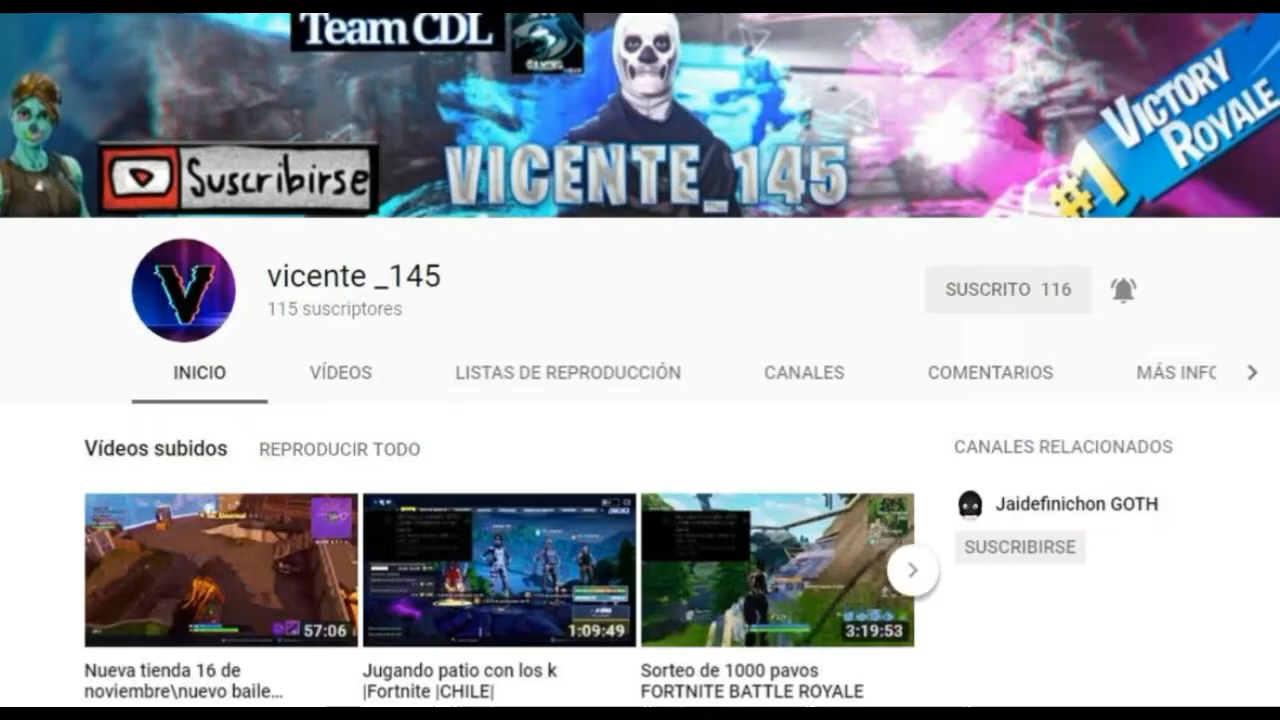 Team CDL
GAMING
VICTORY
ROYALE
#1
Suscribirse
VICENTE_145
vicente _145
115 suscriptores
SUSCRITO 116
INICIO
VÍDEOS
LISTAS DE REPRODUCCIÓN
CANALES
COMENTARIOS
MÁS INFO
Vídeos subidos
REPRODUCIR TODO
CANALES RELACIONADOS
Jaidefinichon GOTH
SUSCRIBIRSE
57:06
1:09:49
3:19:53
Nueva tienda 16 de
noviembre\nuevo baile...
Jugando patio con los k
|Fortnite |CHILE|
Sorteo de 1000 pavos
FORTNITE BATTLE ROYALE